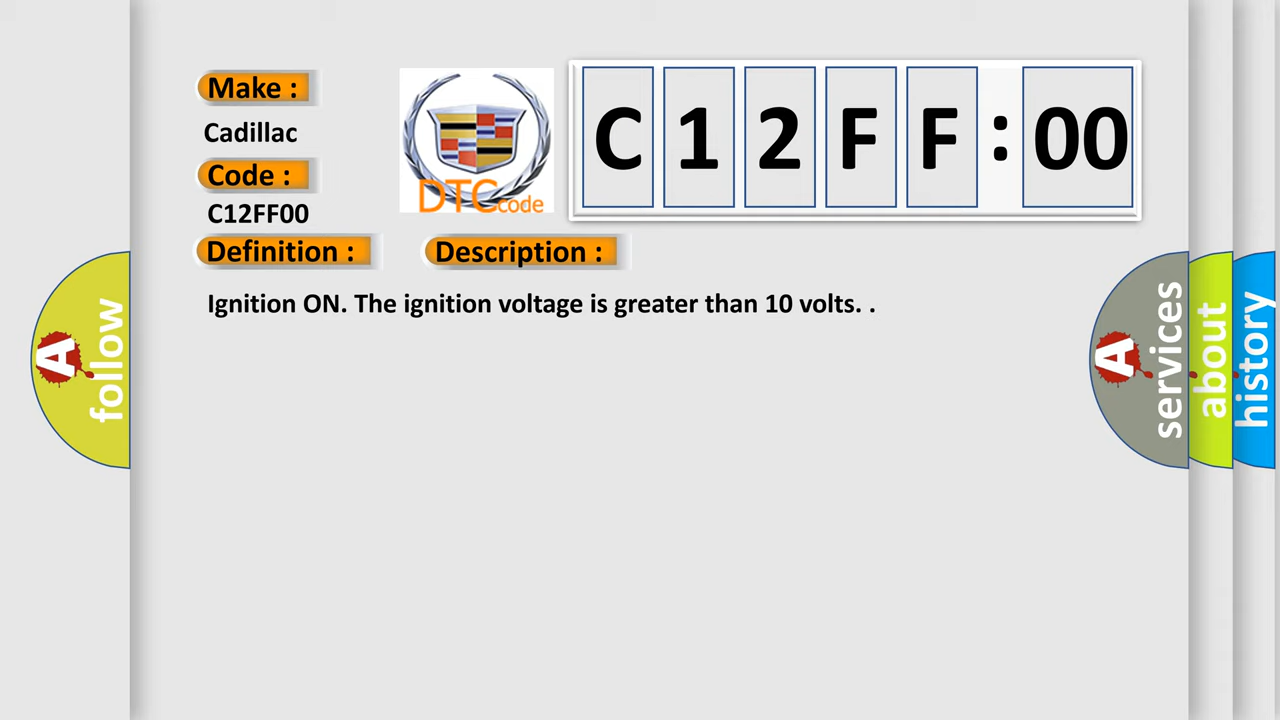 Make :
Cadillac
Code :
C12FF00
Definition :
Description :
Ignition ON. The ignition voltage is greater than 10 volts. .
DTC code
C 1 2 F F : 00
A follow
A services
about
history